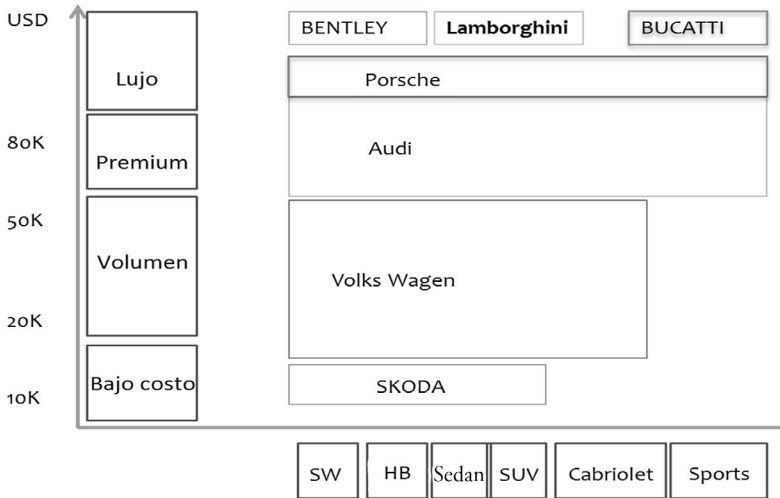 USD
BENTLEY Lamborghini BUCATTI
Lujo Porsche
80K Premium Audi
50K
Volumen Volks Wagen
20K
Bajo costo SKODA
10K
SW HB Sedan SUV Cabriolet Sports